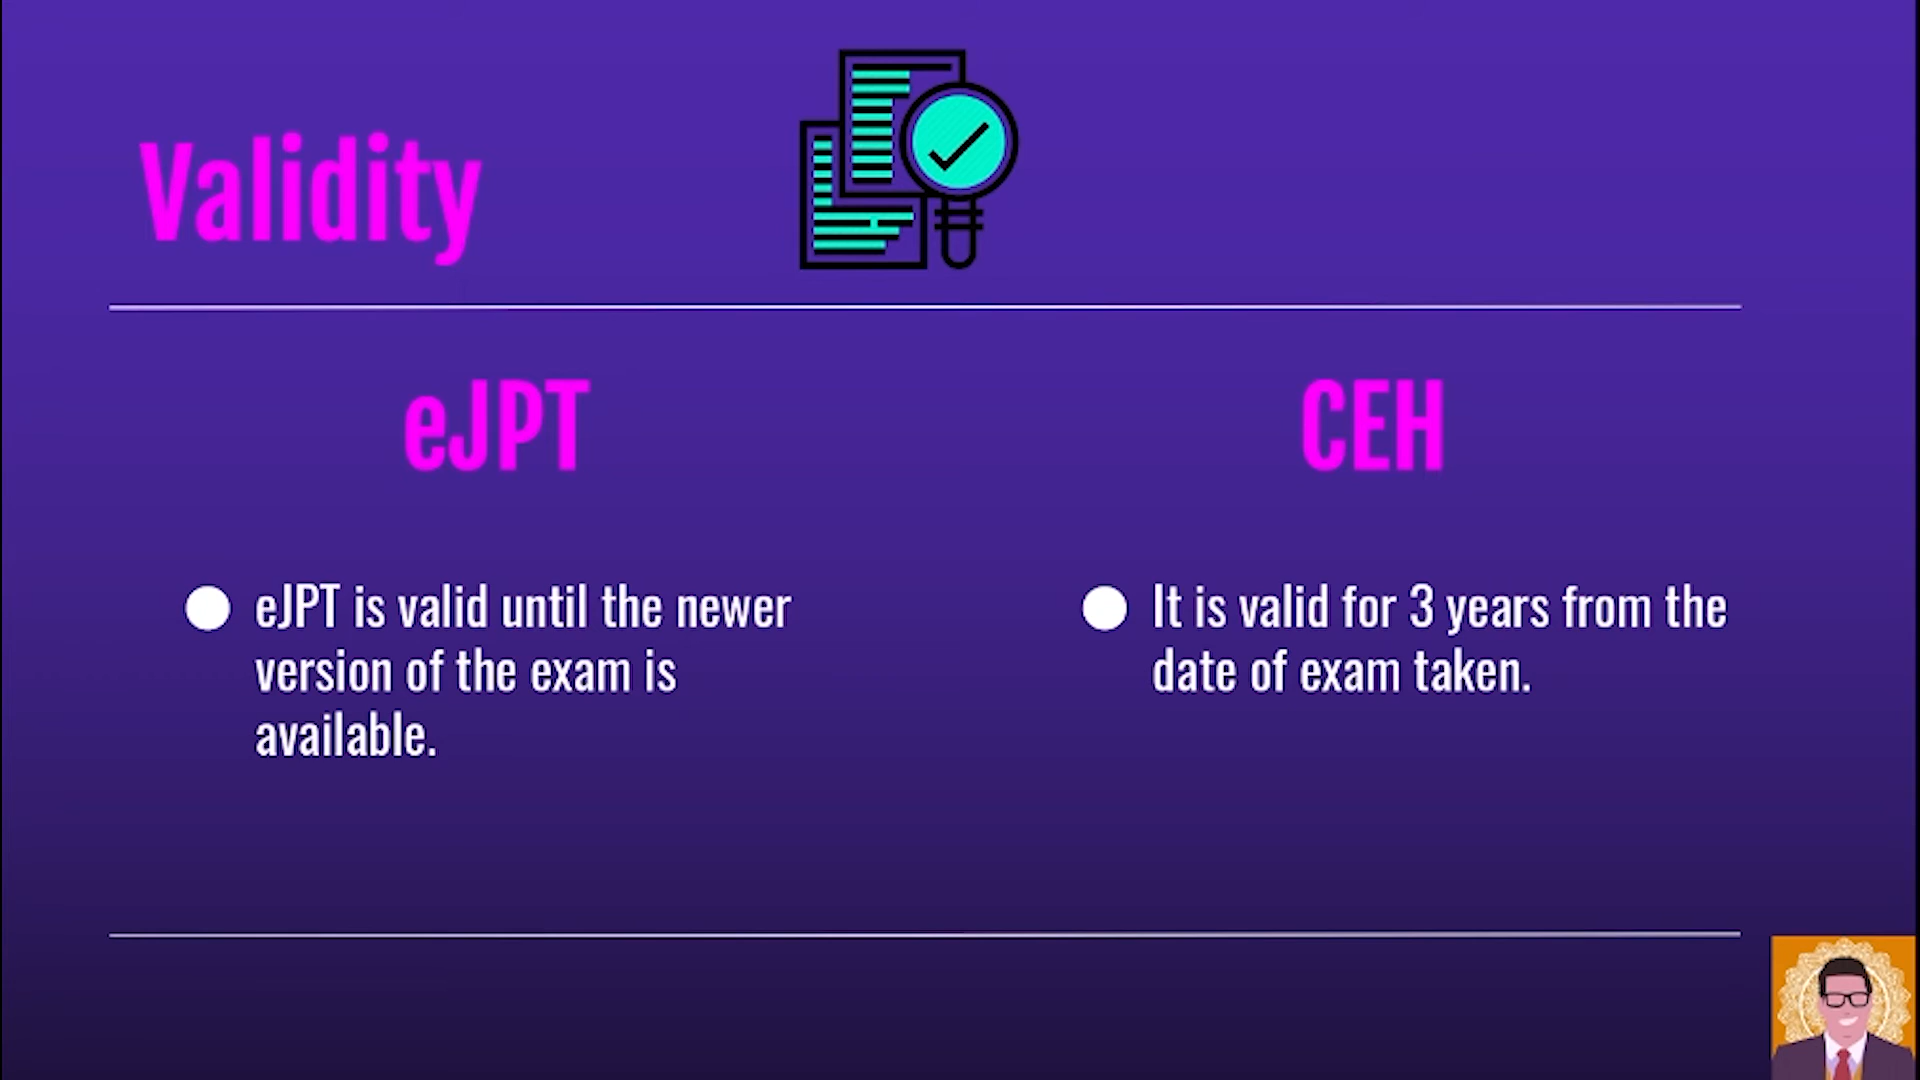 Validity
eJPT
CEH
eJPT is valid until the newer
version of the exam is
available.
It is valid for 3 years from the
date of exam taken.